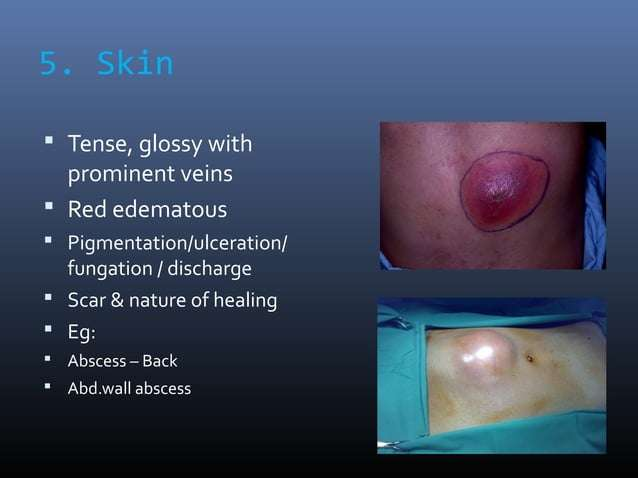 5. Skin
Tense, glossy with
prominent veins
Red edematous
Pigmentation/ulceration/
fungation / discharge
Scar & nature of healing
Eg:
Abscess – Back
Abd.wall abscess